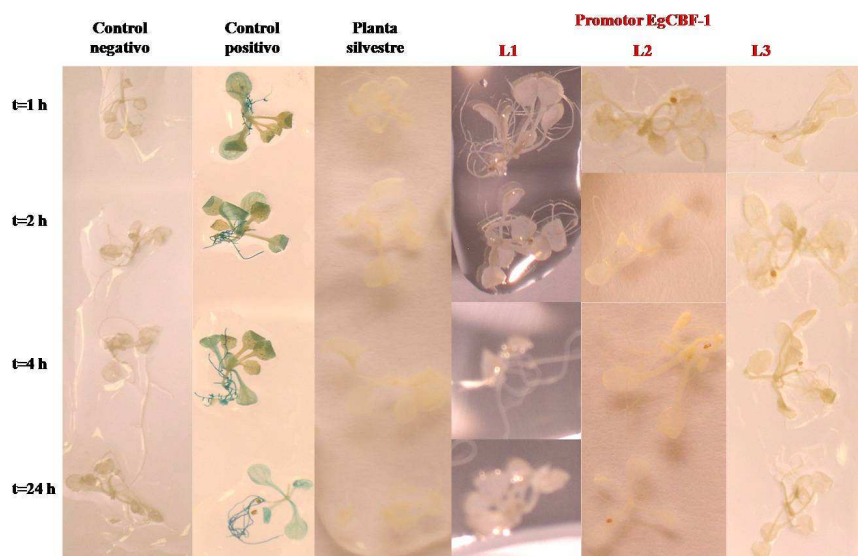 Control
negativo
Control
positivo
Planta
silvestre
Promotor EgCBF-1
L1
L2
L3
t=1 h
t=2 h
t=4 h
t=24 h